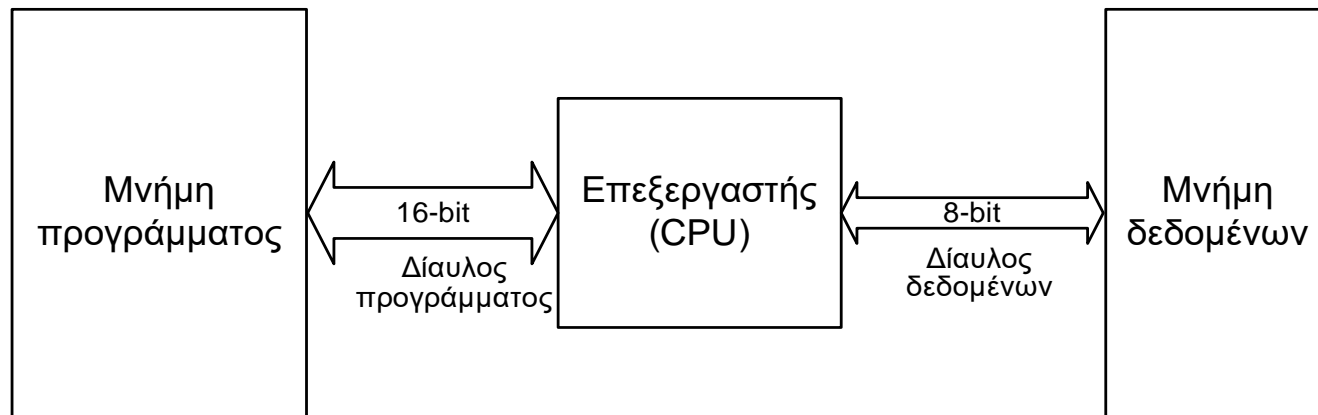 Μνήμη
προγράμματος
16-bit
Δίαυλος
προγράμματος
Επεξεργαστής
(CPU)
8-bit
Δίαυλος
δεδομένων
Μνήμη
δεδομένων